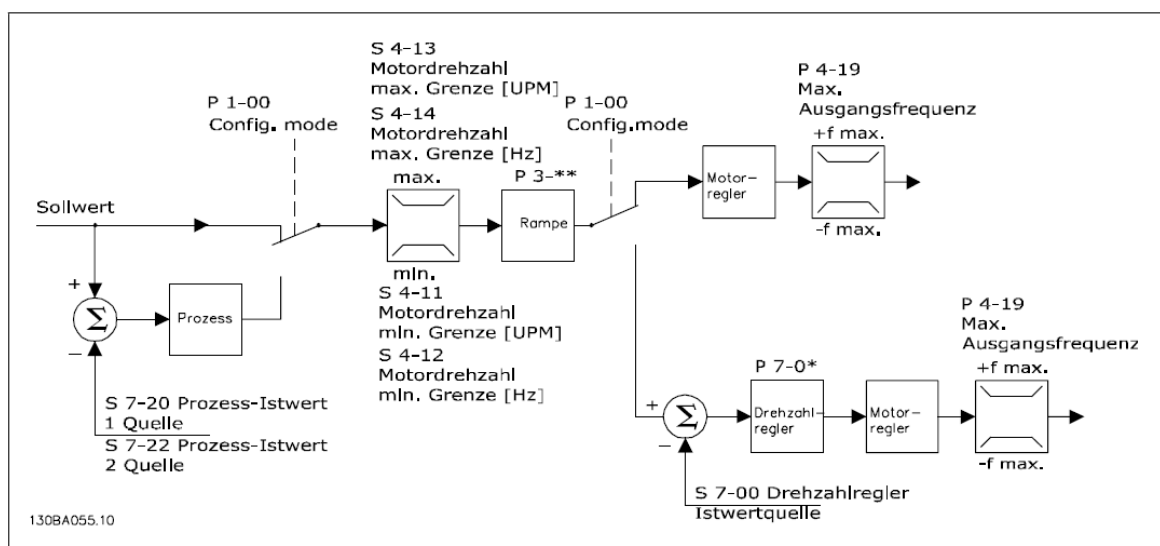 S 4-13
Motordrehzahl
max. Grenze [UPM]
S 4-14
Motordrehzahl
max. Grenze [Hz]
P 1-00
Config. mode
P 1-00
Config.mode
P 4-19
Max.
Ausgangsfrequenz
+f max.
-f max.
max.
P 3-**
Motor-
regler
Sollwert
Rampe
+
Σ
−
Prozess
min.
S 4-11
Motordrehzahl
min. Grenze [UPM]
S 4-12
Motordrehzahl
min. Grenze [Hz]
S 7-20 Prozess-Istwert
1 Quelle
S 7-22 Prozess-Istwert
2 Quelle
P 4-19
Max.
Ausgangsfrequenz
+f max.
-f max.
P 7-0*
+
Σ
−
Drehzahl-
regler
Motor-
regler
S 7-00 Drehzahlregler
Istwertquelle
130BA055.10